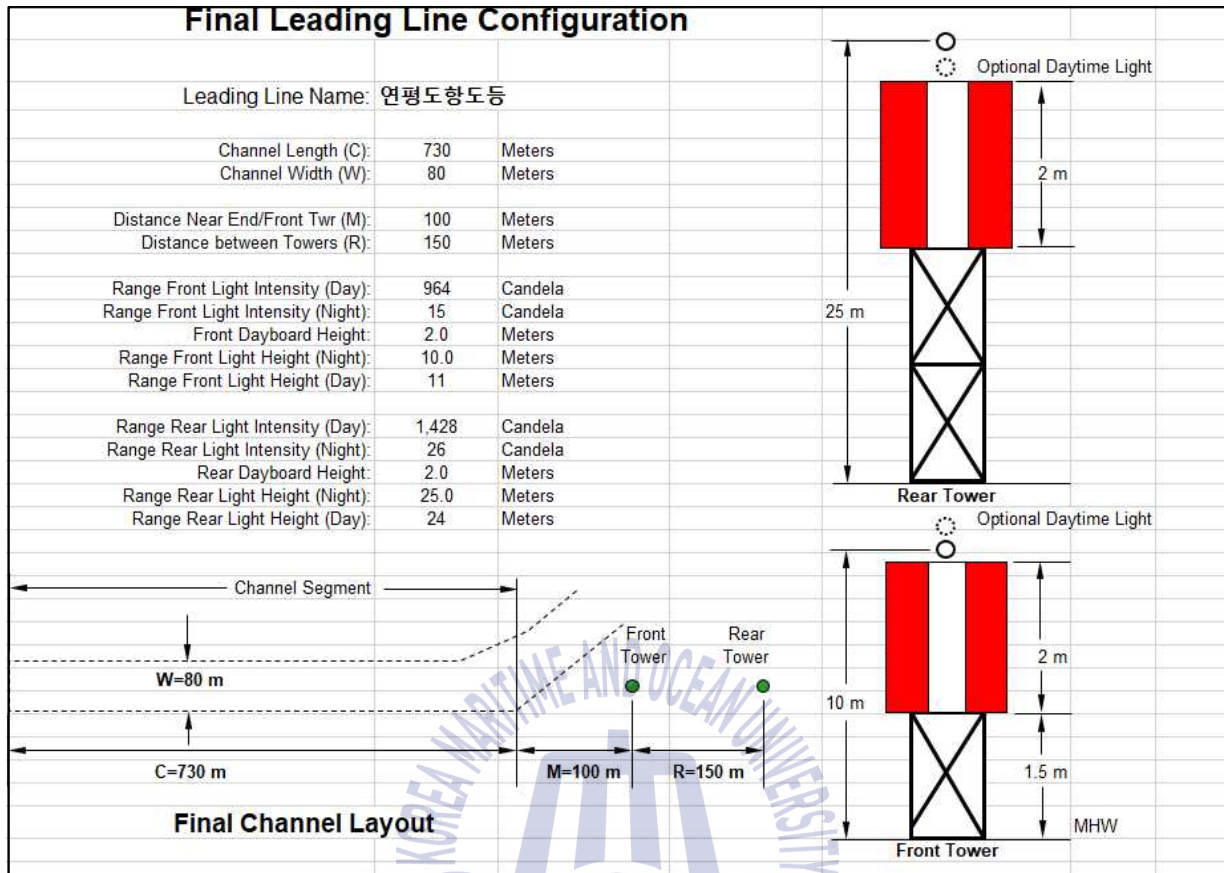 Final Leading Line Configuration
Leading Line Name: 연평도항도등
Channel Length (C): 730 Meters
Channel Width (W): 80 Meters
Distance Near End/Front Twr (M): 100 Meters
Distance between Towers (R): 150 Meters
Range Front Light Intensity (Day): 964 Candela
Range Front Light Intensity (Night): 15 Candela
Front Dayboard Height: 2.0 Meters
Range Front Light Height (Night): 10.0 Meters
Range Front Light Height (Day): 11 Meters
Range Rear Light Intensity (Day): 1,428 Candela
Range Rear Light Intensity (Night): 26 Candela
Rear Dayboard Height: 2.0 Meters
Range Rear Light Height (Night): 25.0 Meters
Range Rear Light Height (Day): 24 Meters
Optional Daytime Light
2 m
25 m
Rear Tower
Optional Daytime Light
2 m
10 m
1.5 m
MHW
Front Tower
Channel Segment
Front Tower
Rear Tower
W=80 m
C=730 m
M=100 m
R=150 m
Final Channel Layout
KOREA MARITIME AND OCEAN UNIVERSITY